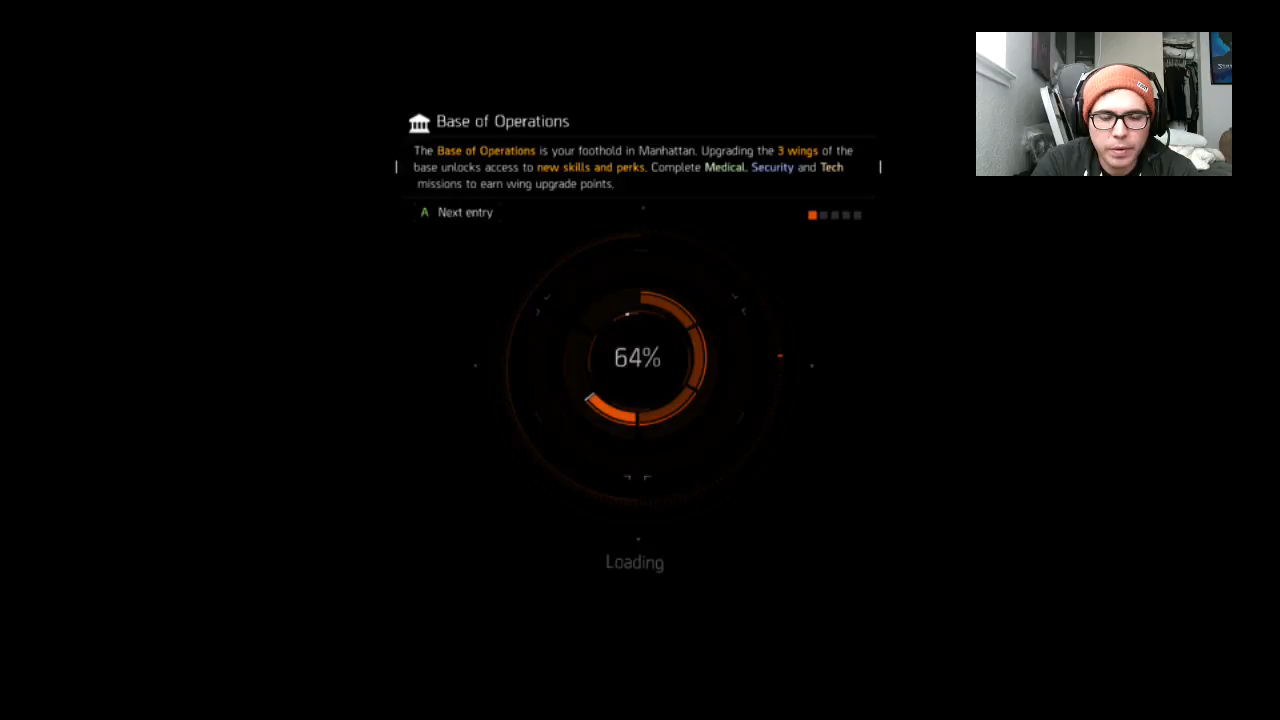 Base of Operations
The Base of Operations is your foothold in Manhattan. Upgrading the 3 wings of the
base unlocks access to new skills and perks. Complete Medical, Security and Tech
missions to earn wing upgrade points.
A Next entry
64%
Loading